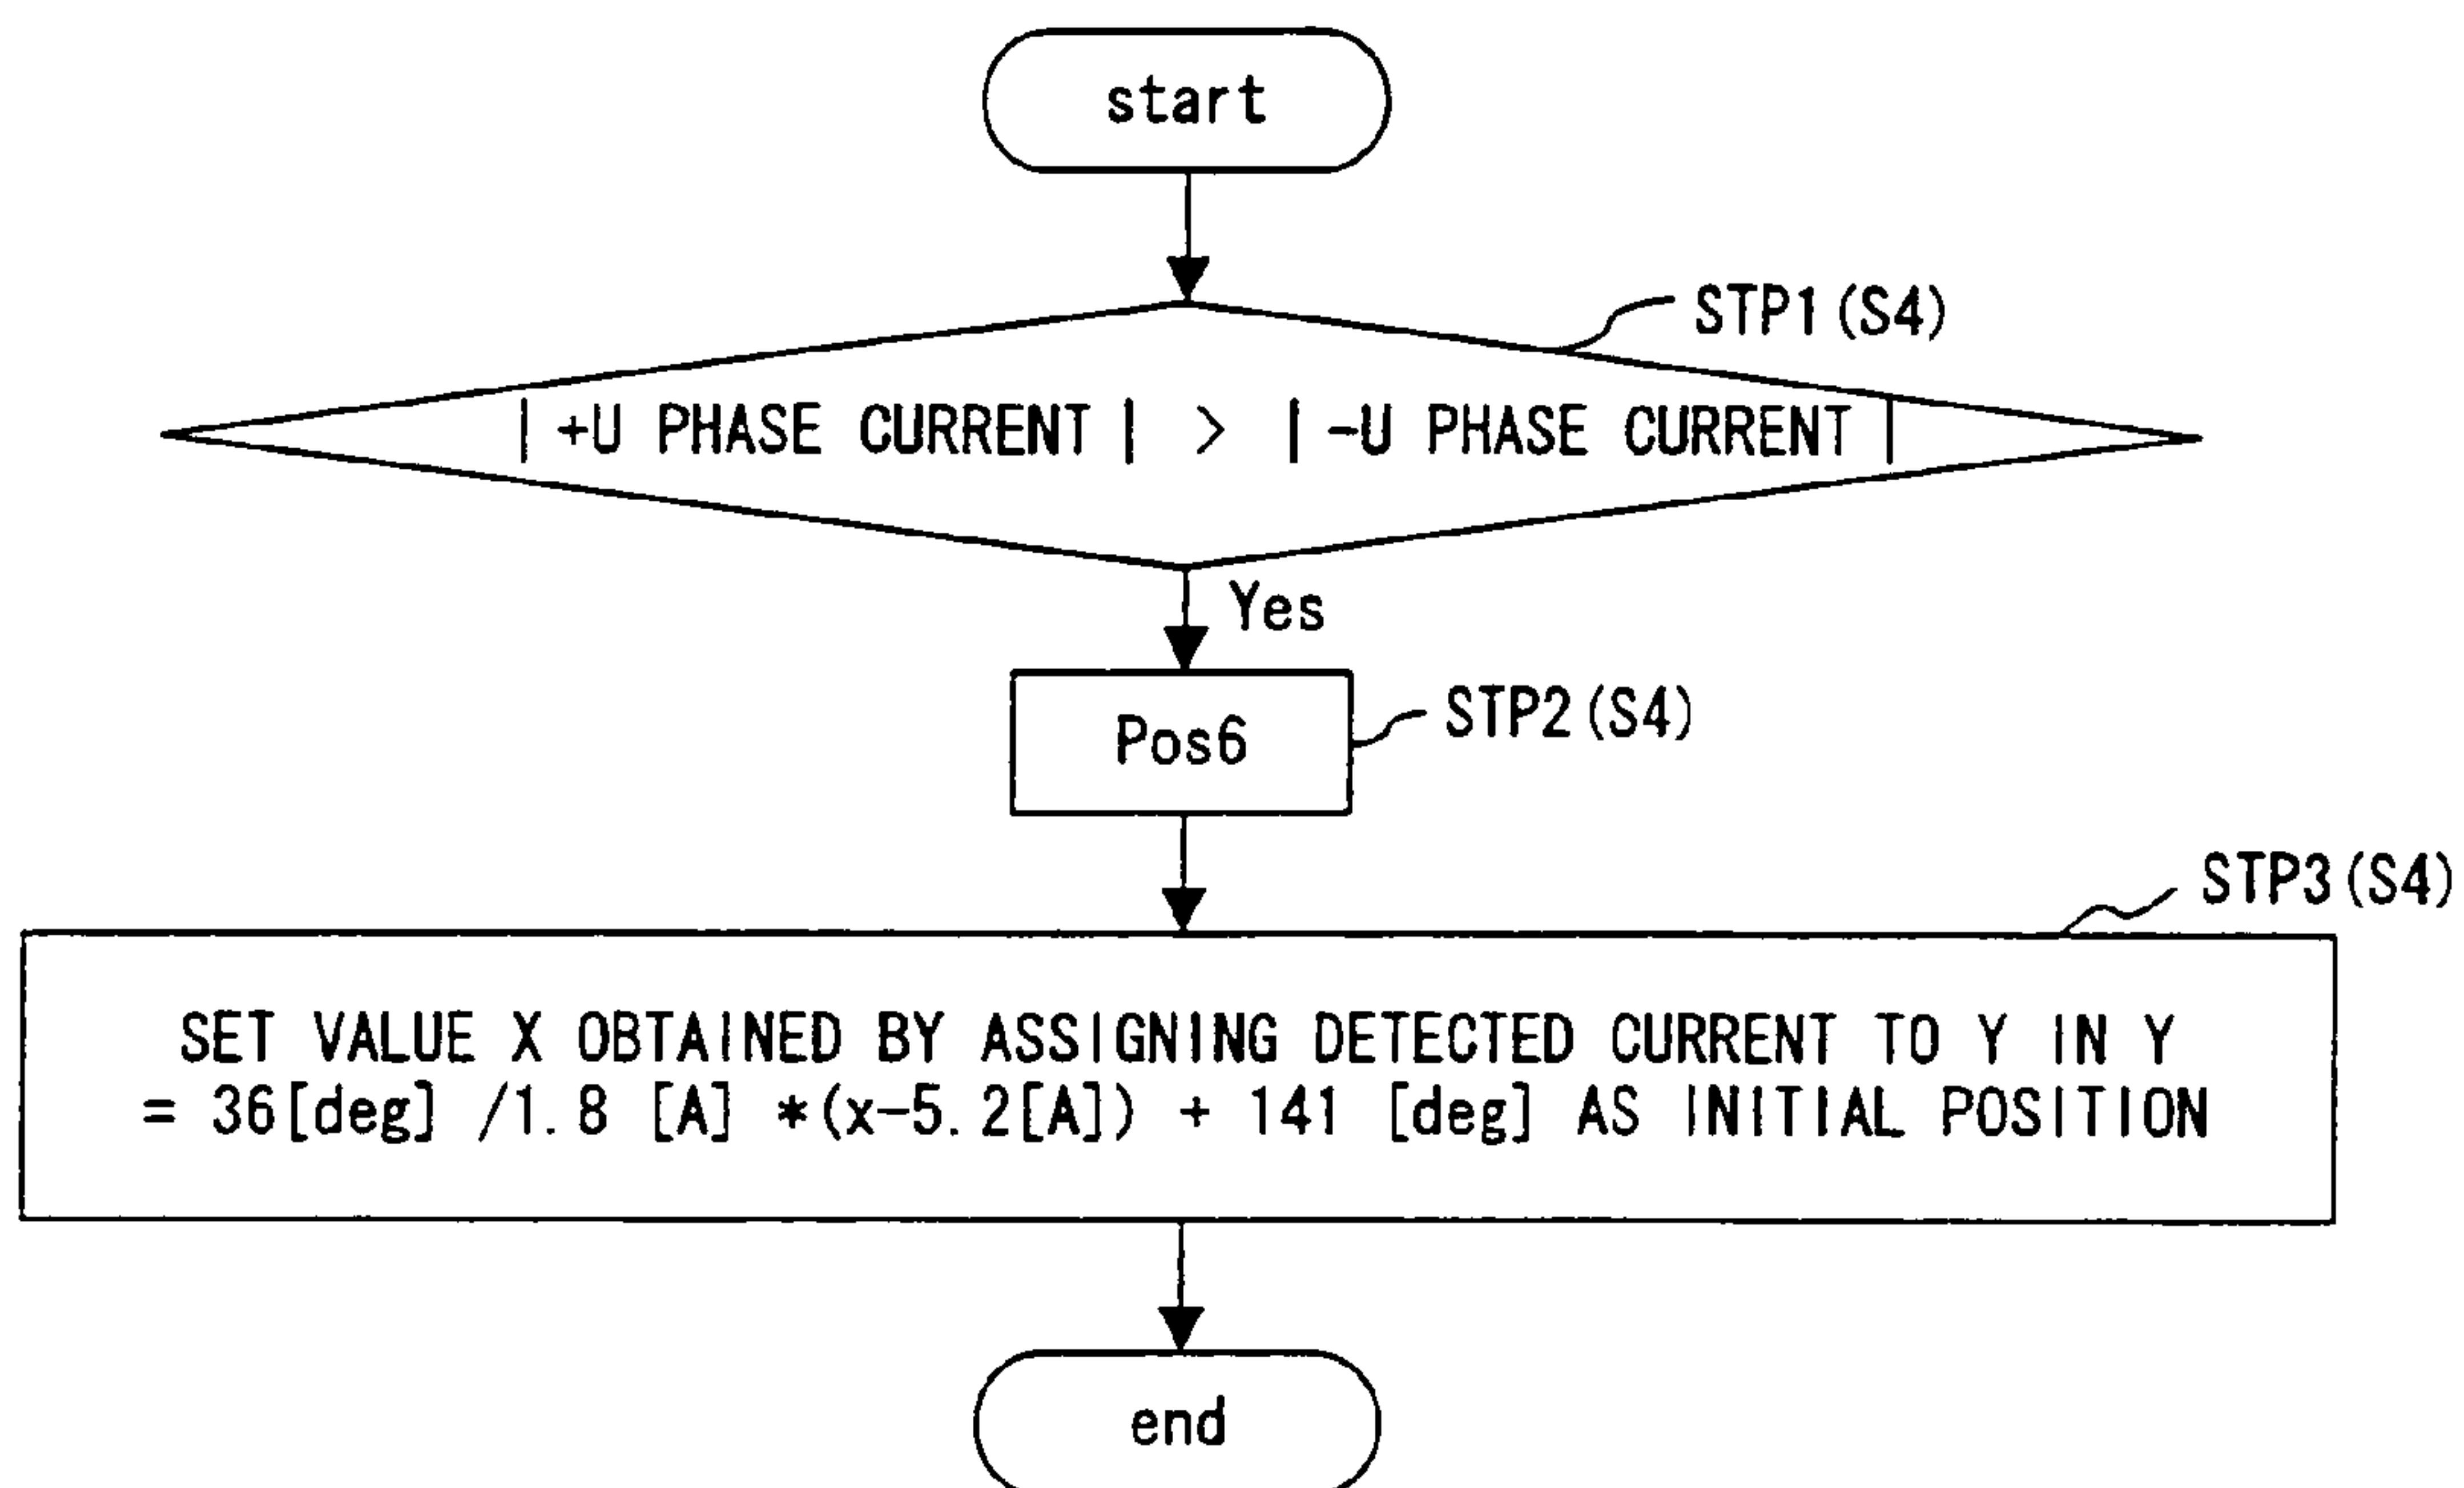 start
STP1(S4)
|+U PHASE CURRENT| > |-U PHASE CURRENT|
Yes
Pos6
STP2(S4)
STP3(S4)
SET VALUE X OBTAINED BY ASSIGNING DETECTED CURRENT TO Y IN Y
= 36[deg] /1.8 [A] *(x-5.2[A]) + 141 [deg] AS INITIAL POSITION
end